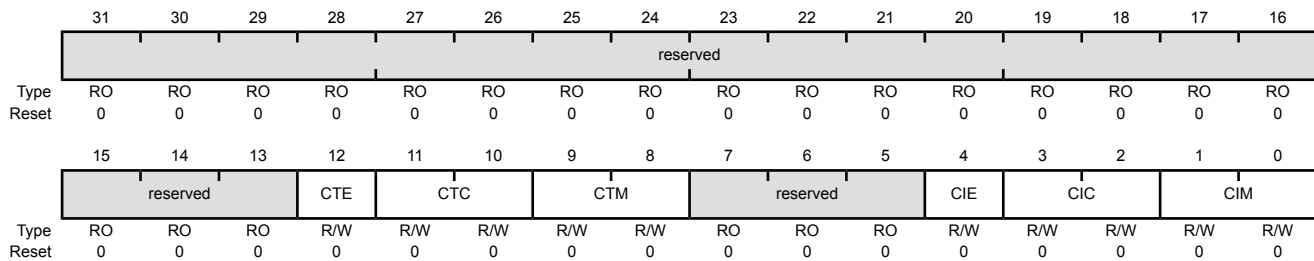 31 30 29 28 27 26 25 24 23 22 21 20 19 18 17 16
reserved
Type RO RO RO RO RO RO RO RO RO RO RO RO RO RO RO RO
Reset 0 0 0 0 0 0 0 0 0 0 0 0 0 0 0 0
15 14 13 12 11 10 9 8 7 6 5 4 3 2 1 0
reserved CTE CTC CTM reserved CIE CIC CIM
Type RO RO RO R/W R/W R/W R/W R/W RO RO RO R/W R/W R/W R/W R/W
Reset 0 0 0 0 0 0 0 0 0 0 0 0 0 0 0 0